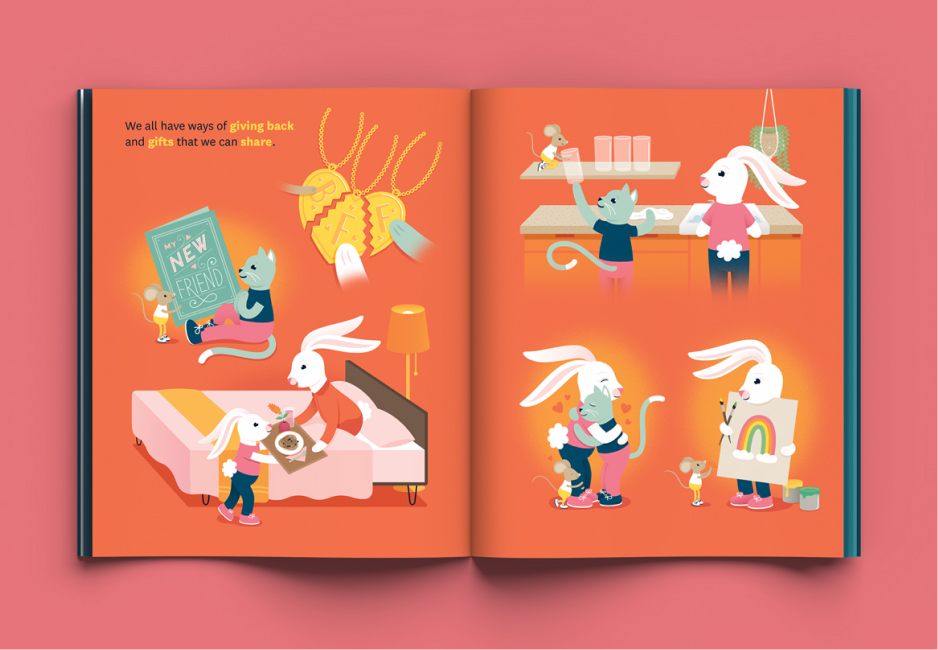 We all have ways of giving back
and gifts that we can share.
B
F
F
MY
NEW
FRIEND